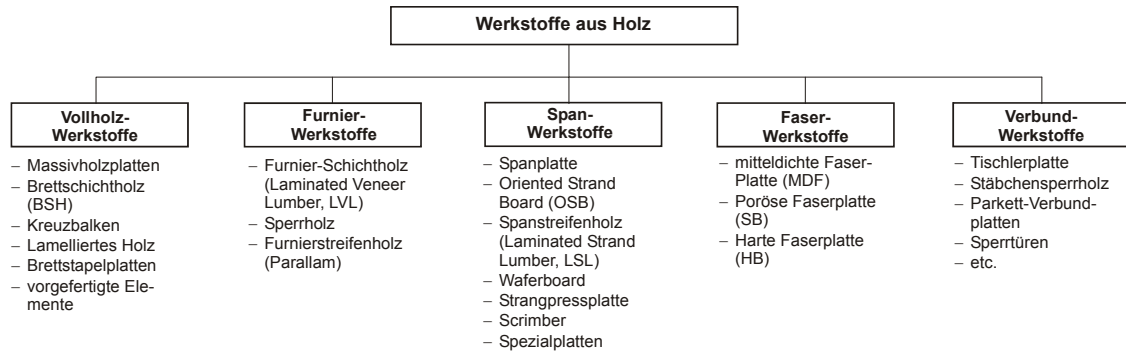 Werkstoffe aus Holz
Vollholz-
Werkstoffe
– Massivholzplatten
– Brettschichtholz
(BSH)
– Kreuzbalken
– Lamelliertes Holz
– Brettstapelplatten
– vorgefertigte Ele-
mente
Furnier-
Werkstoffe
– Furnier-Schichtholz
(Laminated Veneer
Lumber, LVL)
– Sperrholz
– Furnierstreifenholz
(Parallam)
Span-
Werkstoffe
– Spanplatte
– Oriented Strand
Board (OSB)
– Spanstreifenholz
(Laminated Strand
Lumber, LSL)
– Waferboard
– Strangpressplatte
– Scrimber
– Spezialplatten
Faser-
Werkstoffe
– mitteldichte Faser-
Platte (MDF)
– Poröse Faserplatte
(SB)
– Harte Faserplatte
(HB)
Verbund-
Werkstoffe
– Tischlerplatte
– Stäbchensperrholz
– Parkett-Verbund-
platten
– Sperrtüren
– etc.